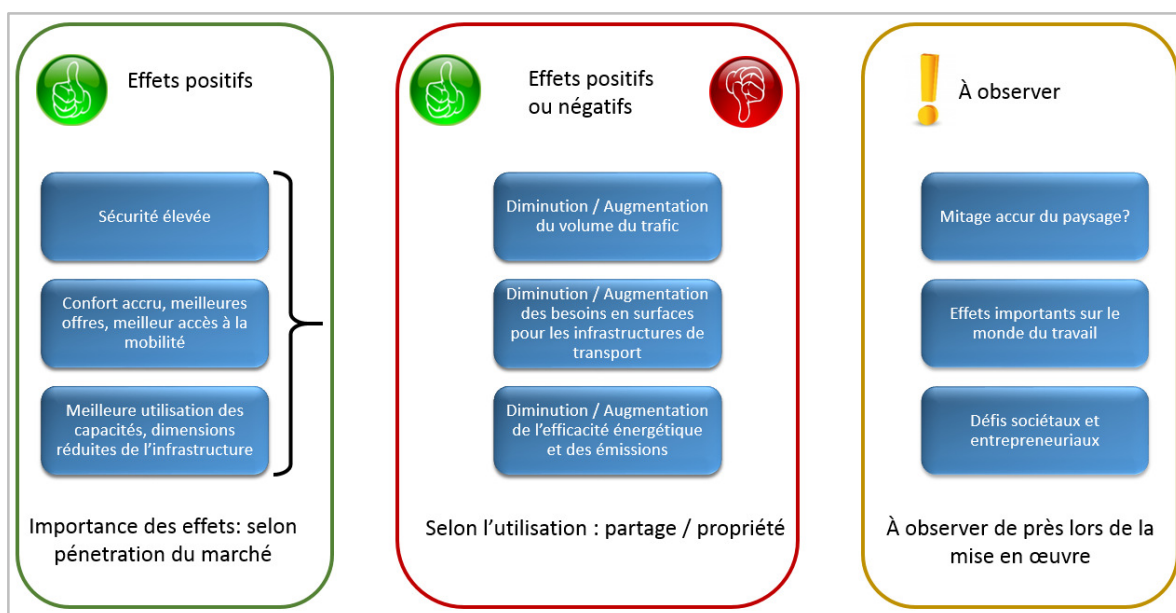 Effets positifs
Sécurité élevée
Confort accru, meilleures
offres, meilleur accès à la
mobilité
Meilleure utilisation des
capacités, dimensions
réduites de l’infrastructure
Importance des effets: selon
pénetration du marché
Effets positifs
ou négatifs
Diminution / Augmentation
du volume du trafic
Diminution / Augmentation
des besoins en surfaces
pour les infrastructures de
transport
Diminution / Augmentation
de l’efficacité énergétique
et des émissions
Selon l’utilisation : partage / propriété
À observer
Mitage accur du paysage?
Effets importants sur le
monde du travail
Défis sociétaux et
entrepreneuriaux
À observer de près lors de la
mise en œuvre